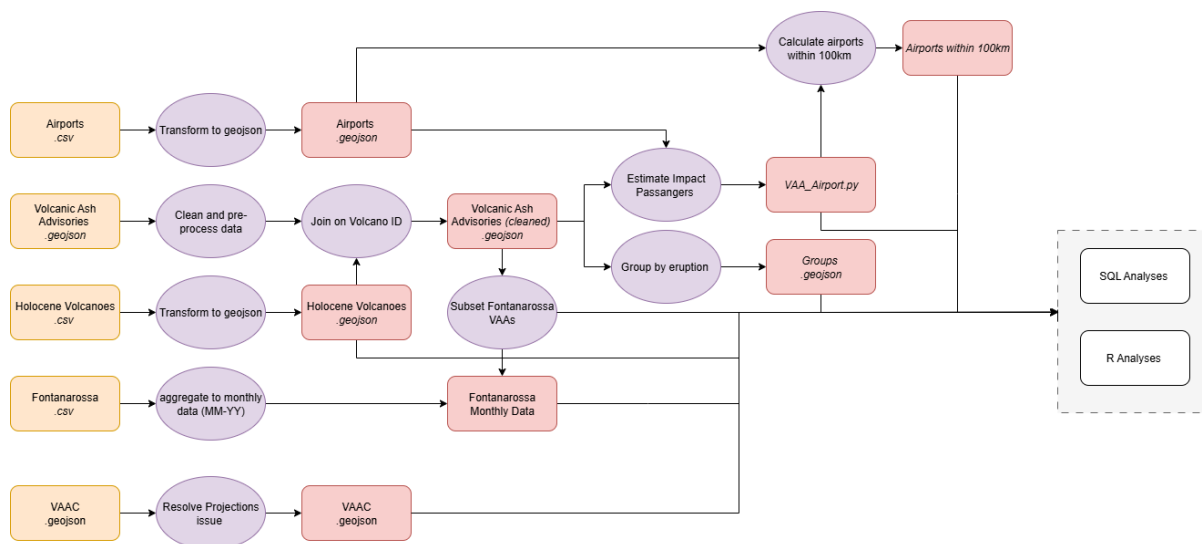 Calculate airports
within 100km
Airports within 100km
Airports
.csv
Transform to geojson
Airports
.geojson
Estimate Impact
Passangers
VAA_Airport.py
Volcanic Ash
Advisories
.geojson
Clean and pre-
process data
Join on Volcano ID
Volcanic Ash
Advisories (cleaned)
.geojson
Group by eruption
Groups
.geojson
SQL Analyses
Holocene Volcanoes
.csv
Transform to geojson
Holocene Volcanoes
.geojson
Subset Fontanarossa
VAAs
R Analyses
Fontanarossa
.csv
aggregate to monthly
data (MM-YY)
Fontanarossa
Monthly Data
VAAC
.geojson
Resolve Projections
issue
VAAC
.geojson